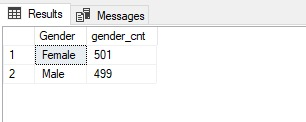 Results Messages
Gender gender_cnt
1 Female 501
2 Male 499